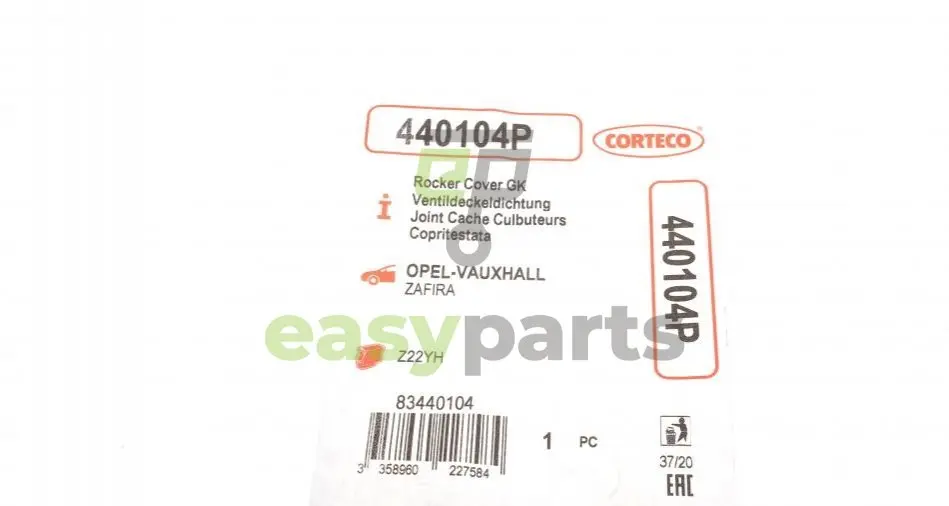 440104P
CORTECO
Rocker Cover GK
Ventildeckeldichtung
Joint Cache Culbuteurs
Copritestata
440104P
OPEL-VAUXHALL
ZAFIRA
easyparts
Z22YH
83440104
3 358960 227584
1 PC
37/20
EAC